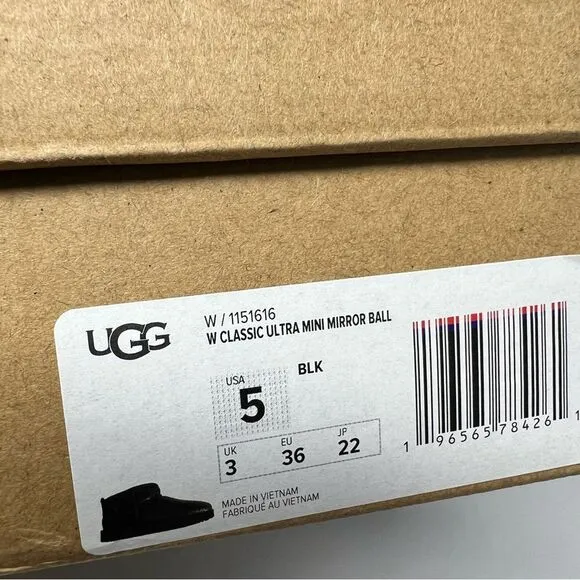 UGG
W / 1151616
W CLASSIC ULTRA MINI MIRROR BALL
USA
5
BLK
UK EU JP
3 36 22
MADE IN VIETNAM
FABRIQUÉ AU VIETNAM
1 96565 78426 1